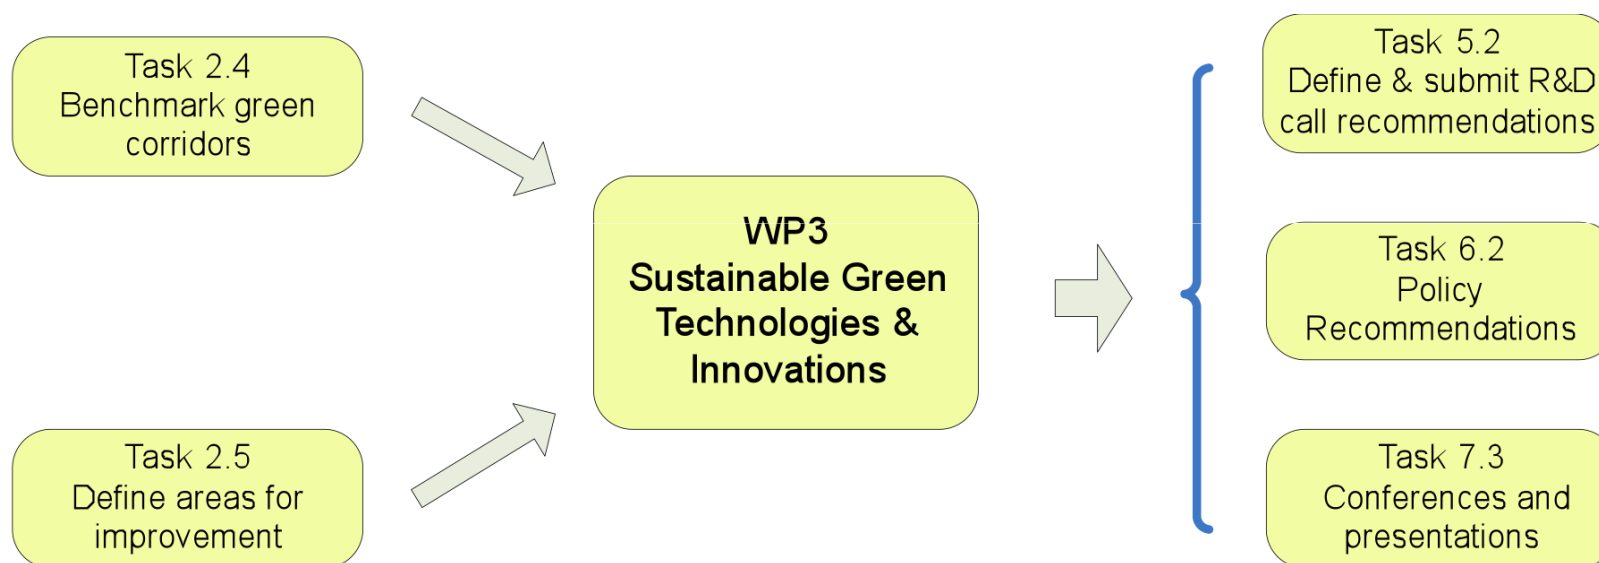 Task 2.4
Benchmark green
corridors
Task 2.5
Define areas for
improvement
WP3
Sustainable Green
Technologies &
Innovations
Task 5.2
Define & submit R&D
call recommendations
Task 6.2
Policy
Recommendations
Task 7.3
Conferences and
presentations